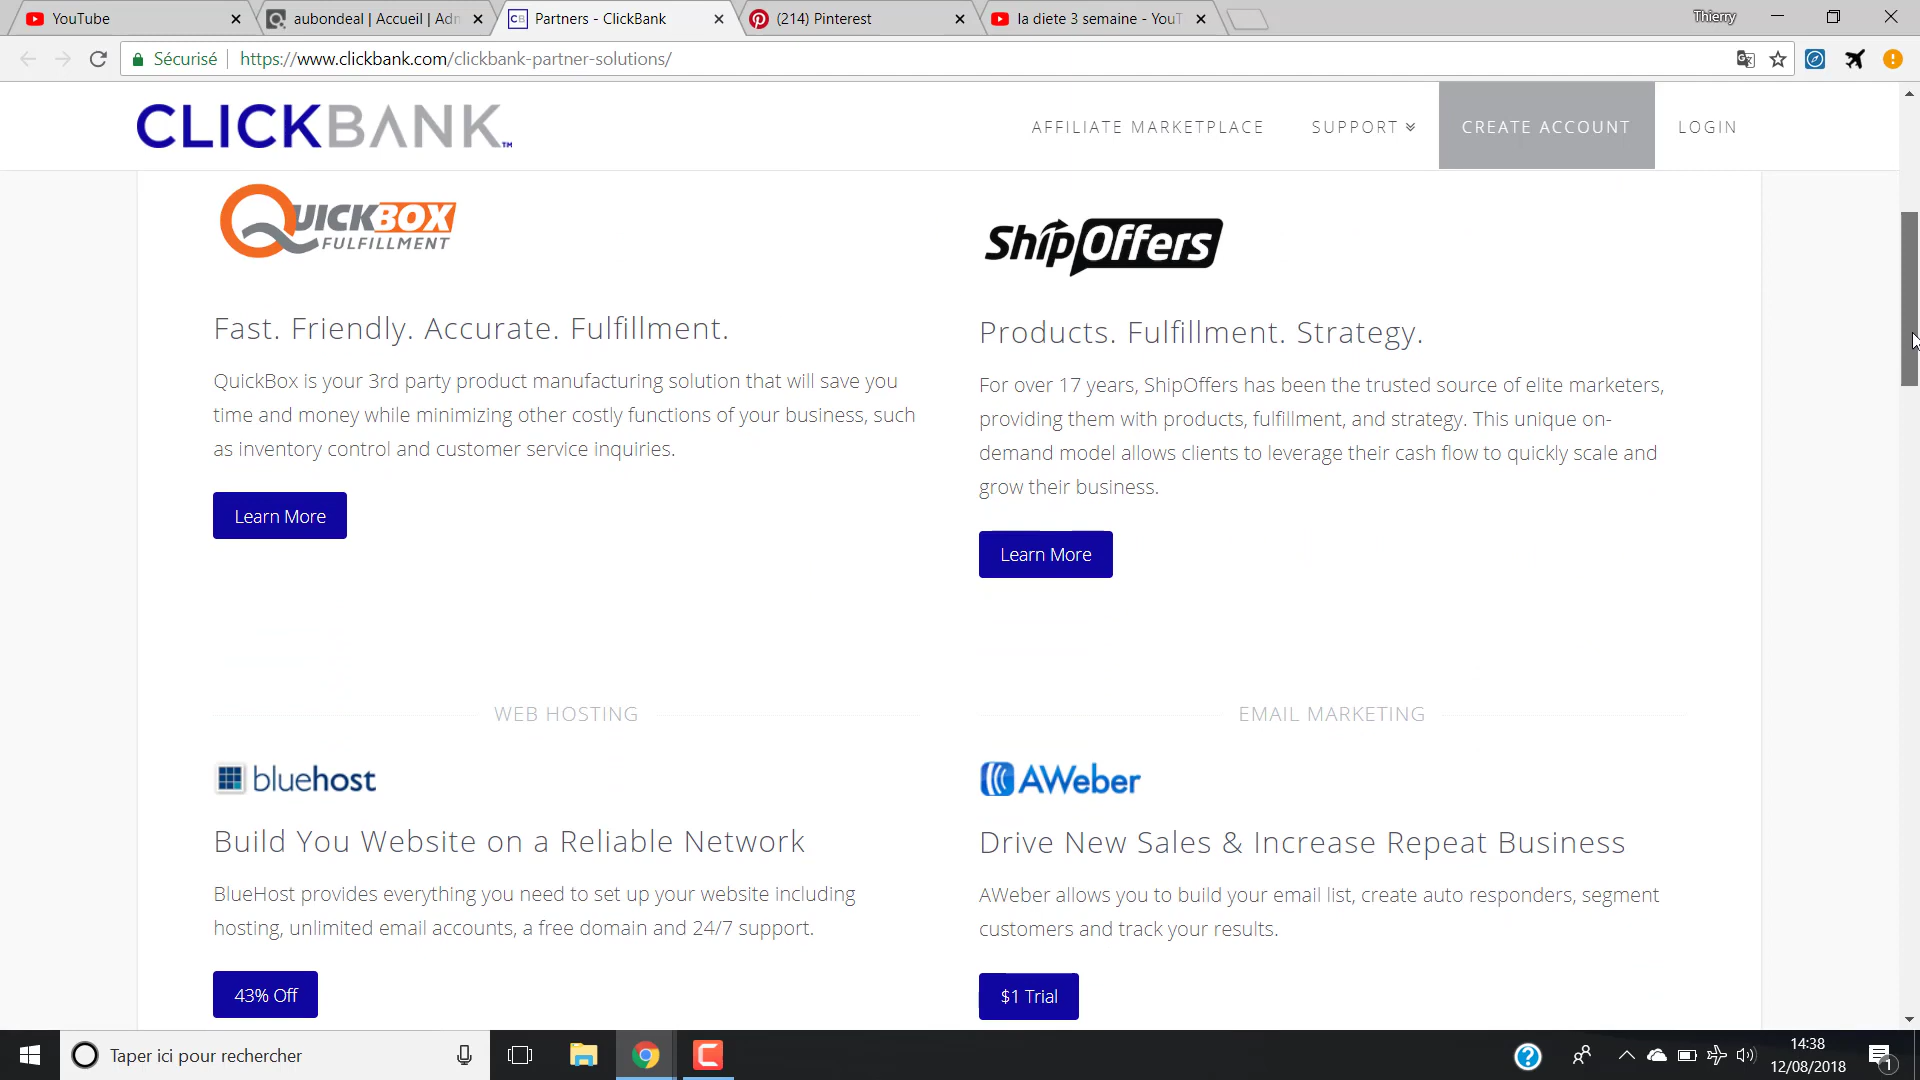 YouTube
aubondeal | Accueil | Adm
Partners - ClickBank
(214) Pinterest
la diete 3 semaine - YouT
Thierry
Sécurisé
https://www.clickbank.com/clickbank-partner-solutions/
CLICKBANK™
AFFILIATE MARKETPLACE
SUPPORT
CREATE ACCOUNT
LOGIN
QUICKBOX
FULFILLMENT
Fast. Friendly. Accurate. Fulfillment.
QuickBox is your 3rd party product manufacturing solution that will save you
time and money while minimizing other costly functions of your business, such
as inventory control and customer service inquiries.
Learn More
ShipOffers
Products. Fulfillment. Strategy.
For over 17 years, ShipOffers has been the trusted source of elite marketers,
providing them with products, fulfillment, and strategy. This unique on-
demand model allows clients to leverage their cash flow to quickly scale and
grow their business.
Learn More
WEB HOSTING
bluehost
Build You Website on a Reliable Network
BlueHost provides everything you need to set up your website including
hosting, unlimited email accounts, a free domain and 24/7 support.
43% Off
EMAIL MARKETING
AWeber
Drive New Sales & Increase Repeat Business
AWeber allows you to build your email list, create auto responders, segment
customers and track your results.
$1 Trial
Taper ici pour rechercher
14:38
12/08/2018
1